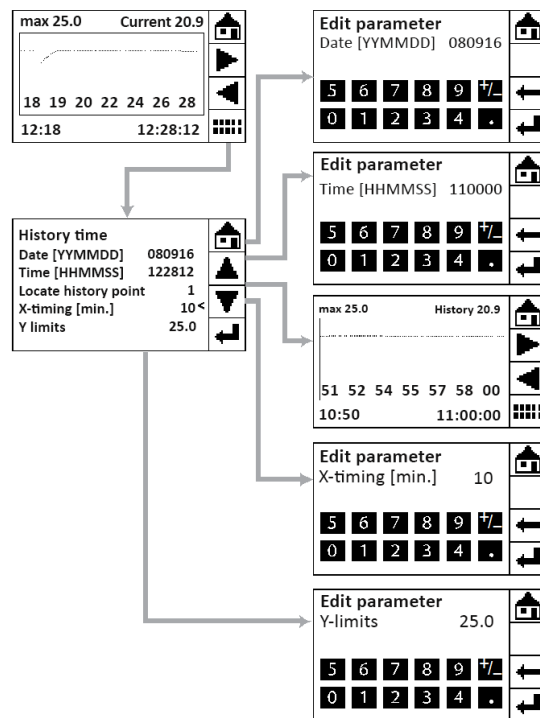 max 25.0 Current 20.9
18 19 20 22 24 26 28
12:18 12:28:12
History time
Date [YYMMDD] 080916
Time [HHMMSS] 122812
Locate history point 1
X-timing [min.] 10<
Y limits 25.0
Edit parameter
Date [YYMMDD] 080916
5 6 7 8 9 +/-
0 1 2 3 4 .
Edit parameter
Time [HHMMSS] 110000
5 6 7 8 9 +/-
0 1 2 3 4 .
max 25.0 History 20.9
51 52 54 55 57 58 00
10:50 11:00:00
Edit parameter
X-timing [min.] 10
5 6 7 8 9 +/-
0 1 2 3 4 .
Edit parameter
Y-limits 25.0
5 6 7 8 9 +/-
0 1 2 3 4 .